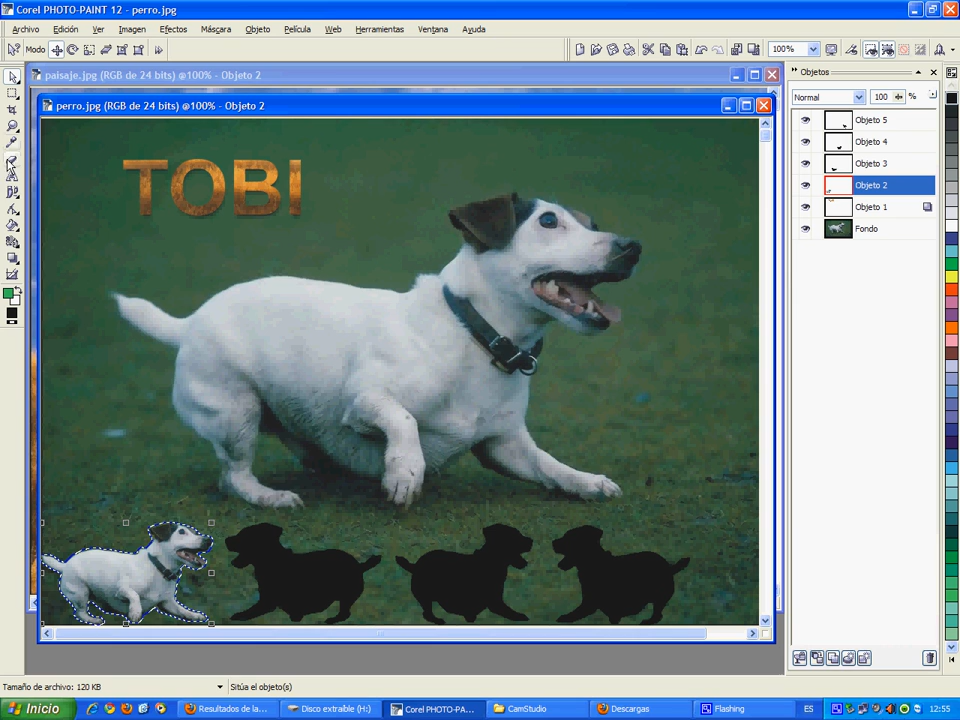 Corel PHOTO-PAINT 12 - perro.jpg
Archivo Edición Ver Imagen Efectos Máscara Objeto Película Web Herramientas Ventana Ayuda
Modo
100%
paisaje.jpg (RGB de 24 bits) @100% - Objeto 2
perro.jpg (RGB de 24 bits) @100% - Objeto 2
TOBI
Objetos
Normal 100 %
Objeto 5
Objeto 4
Objeto 3
Objeto 2
Objeto 1
Fondo
Tamaño de archivo: 120 KB Sitúa el objeto(s)
Inicio Resultados de la... Disco extraible (H:) Corel PHOTO-PA... CamStudio Descargas Flashing ES 12:55